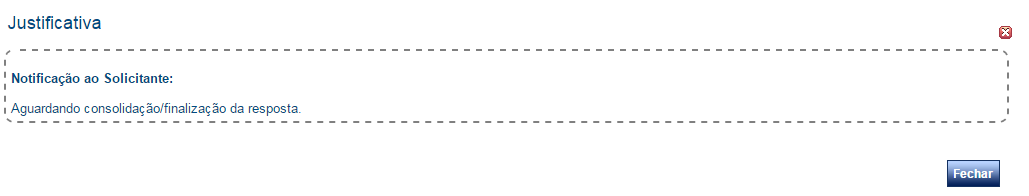 Justificativa
Notificação ao Solicitante:
Aguardando consolidação/finalização da resposta.
Fechar